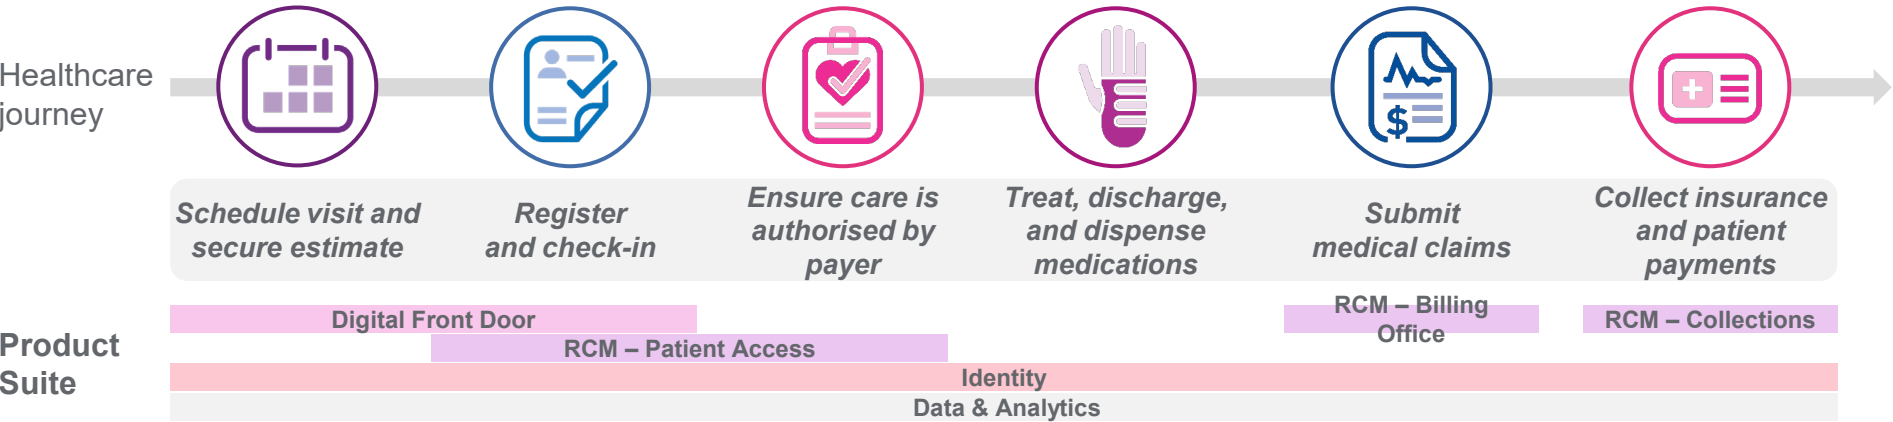 Healthcare
journey
$
Schedule visit and
secure estimate
Register
and check-in
Ensure care is
authorised by
payer
Treat, discharge,
and dispense
medications
Submit
medical claims
Collect insurance
and patient
payments
Product
Suite
Digital Front Door
RCM – Billing
Office
RCM – Collections
RCM – Patient Access
Identity
Data & Analytics